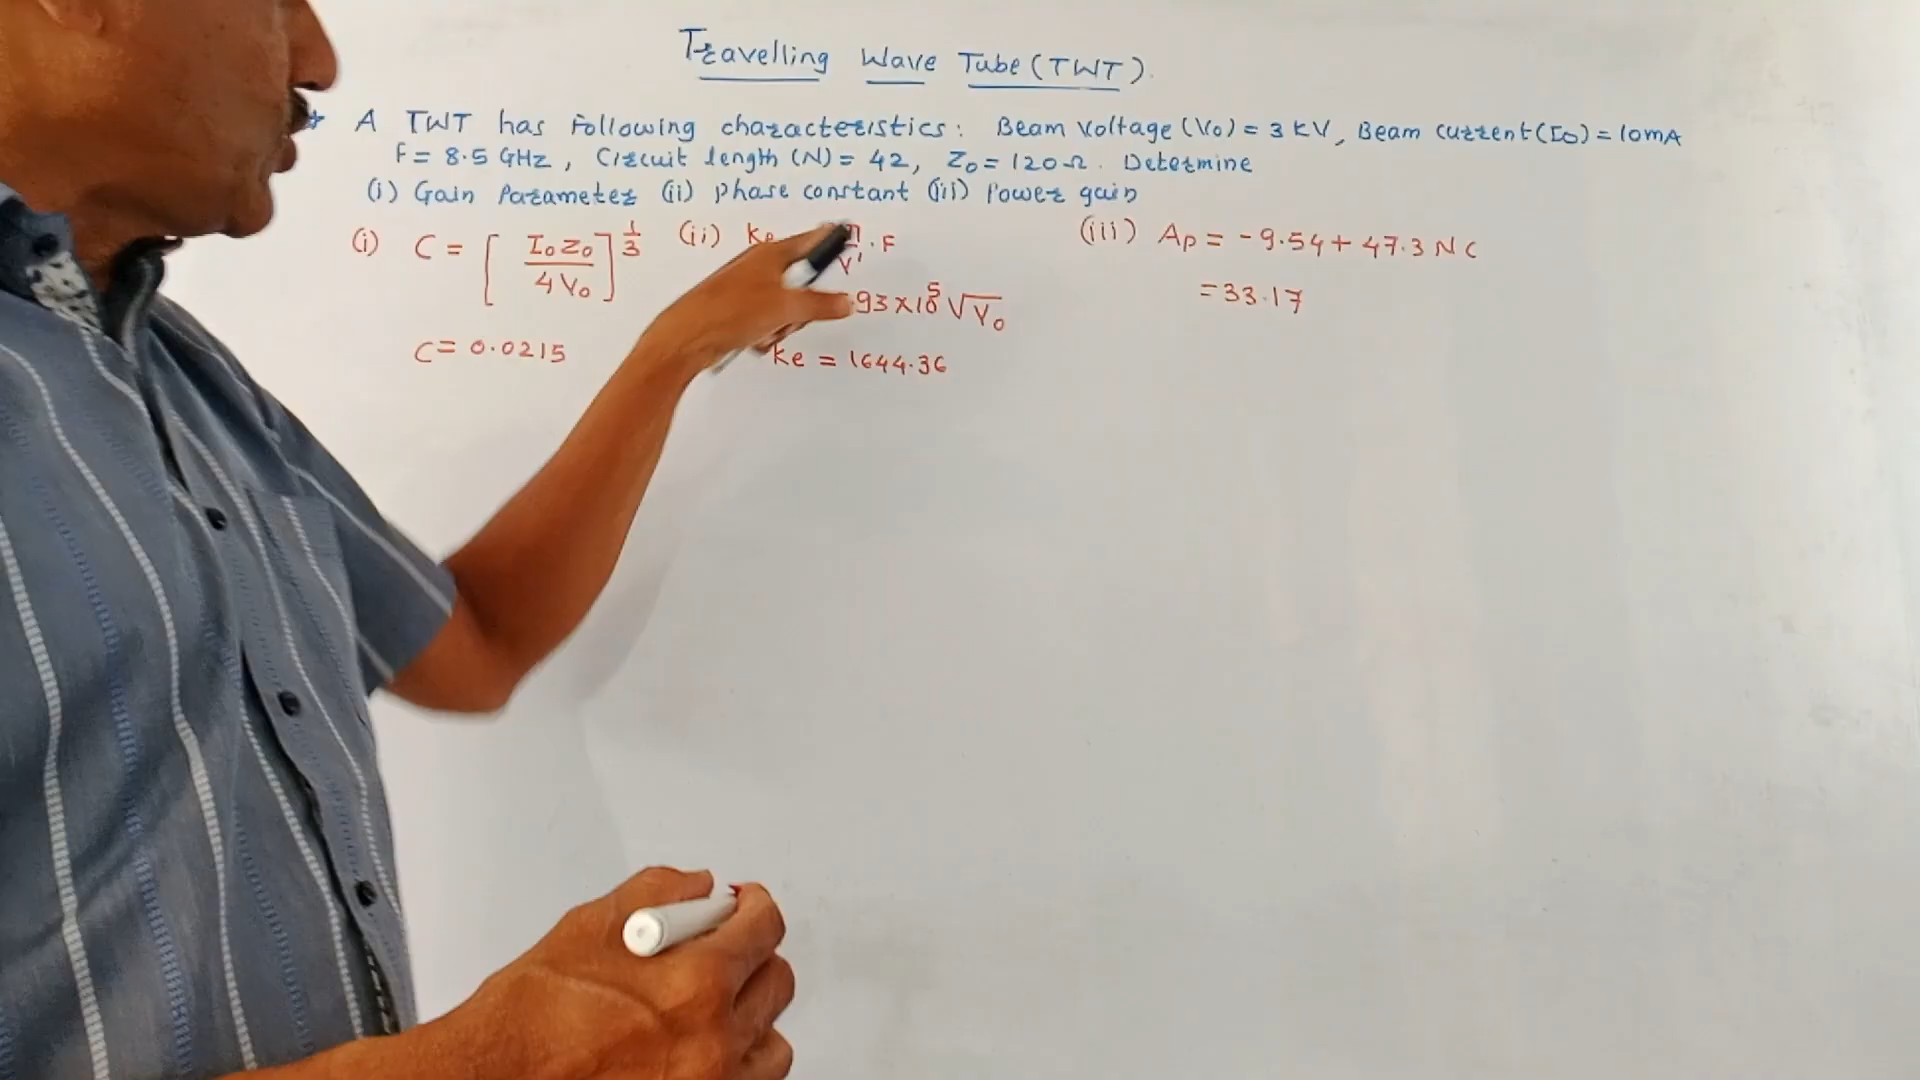 Travelling Wave Tube (TWT).
* A TWT has following characteristics: Beam Voltage (V₀) = 3 kV, Beam current (I₀) = 10mA
F = 8.5 GHz, Circuit length (N) = 42, Z₀ = 120 Ω. Determine
(i) Gain Parameter (ii) phase constant (iii) Power gain
(i) C = [ I₀Z₀ / 4V₀ ]^1/3
C = 0.0215
(ii) Ke . F
V'
93 × 10⁵ √V₀
Ke = 1644.36
(iii) Ap = -9.54 + 47.3 N C
= 33.17